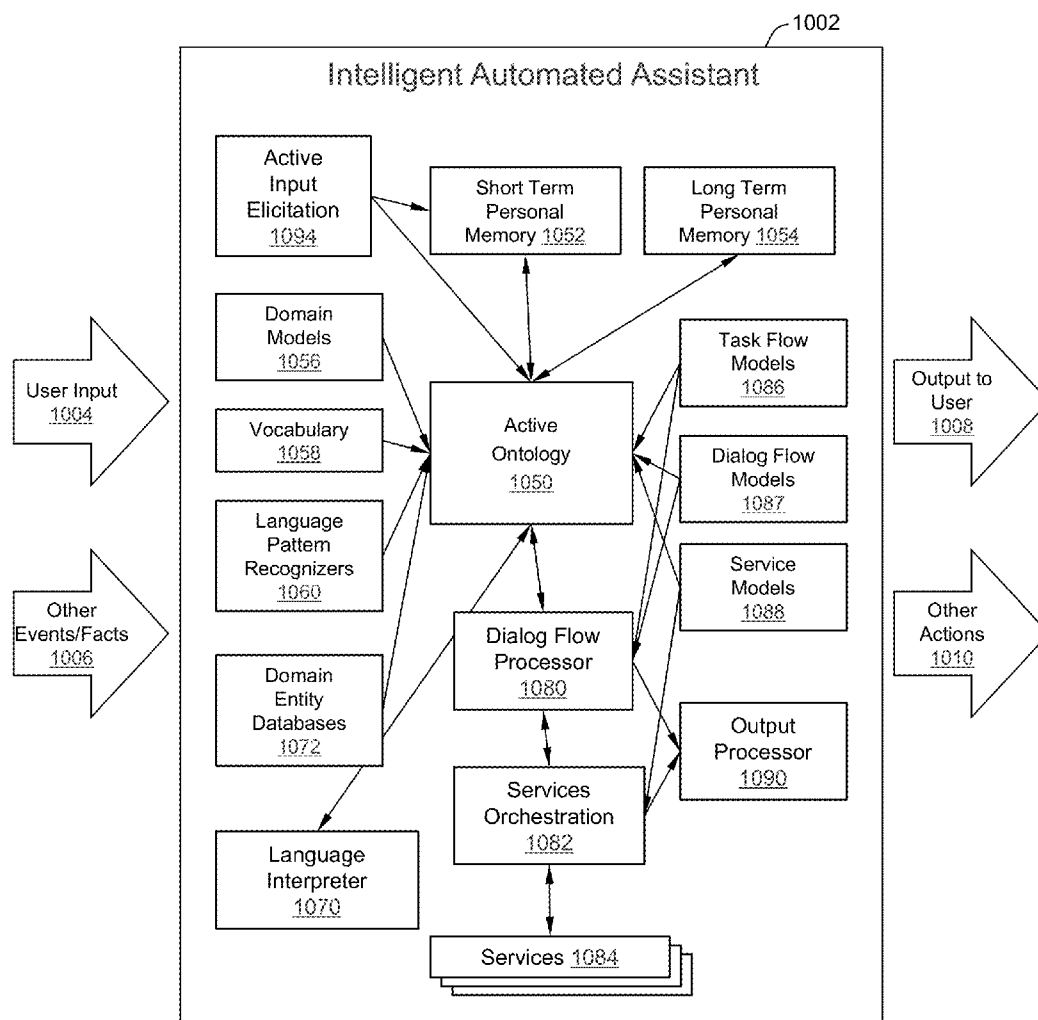 1002
Intelligent Automated Assistant
Active
Input
Elicitation
1094
Short Term
Personal
Memory 1052
Long Term
Personal
Memory 1054
Domain
Models
1056
Task Flow
Models
1086
User Input
1004
Output to
User
1008
Vocabulary
1058
Active
Ontology
1050
Dialog Flow
Models
1087
Language
Pattern
Recognizers
1060
Service
Models
1088
Other
Events/Facts
1006
Other
Actions
1010
Dialog Flow
Processor
1080
Domain
Entity
Databases
1072
Output
Processor
1090
Services
Orchestration
1082
Language
Interpreter
1070
Services 1084